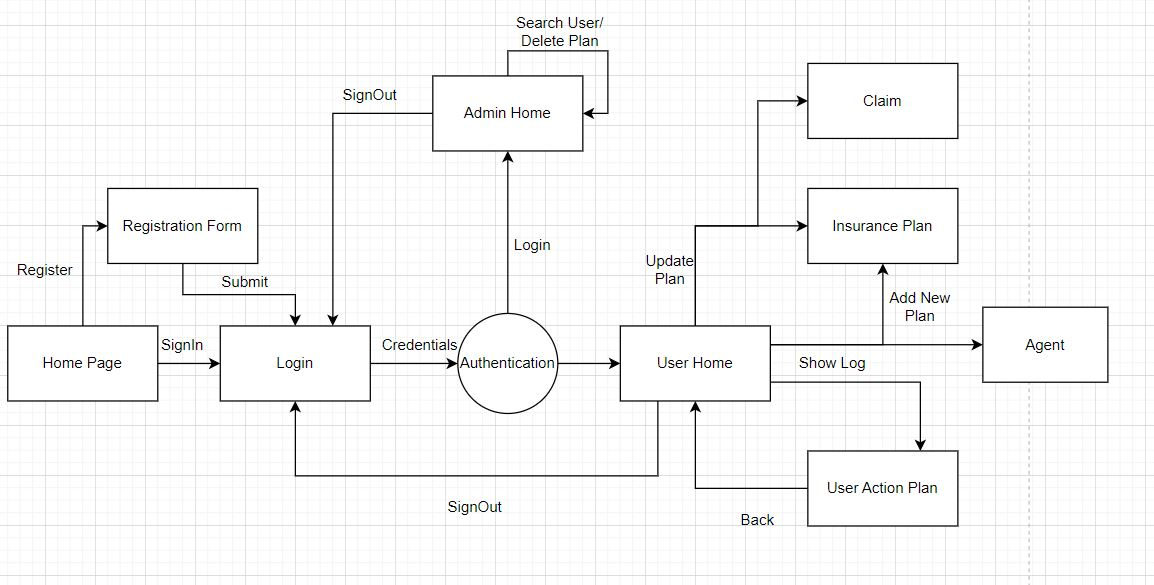 Search User/
Delete Plan
SignOut
Admin Home
Claim
Registration Form
Insurance Plan
Login
Register
Submit
Update
Plan
Add New
Plan
SignIn
Credentials
Home Page
Login
Authentication
User Home
Show Log
Agent
User Action Plan
SignOut
Back